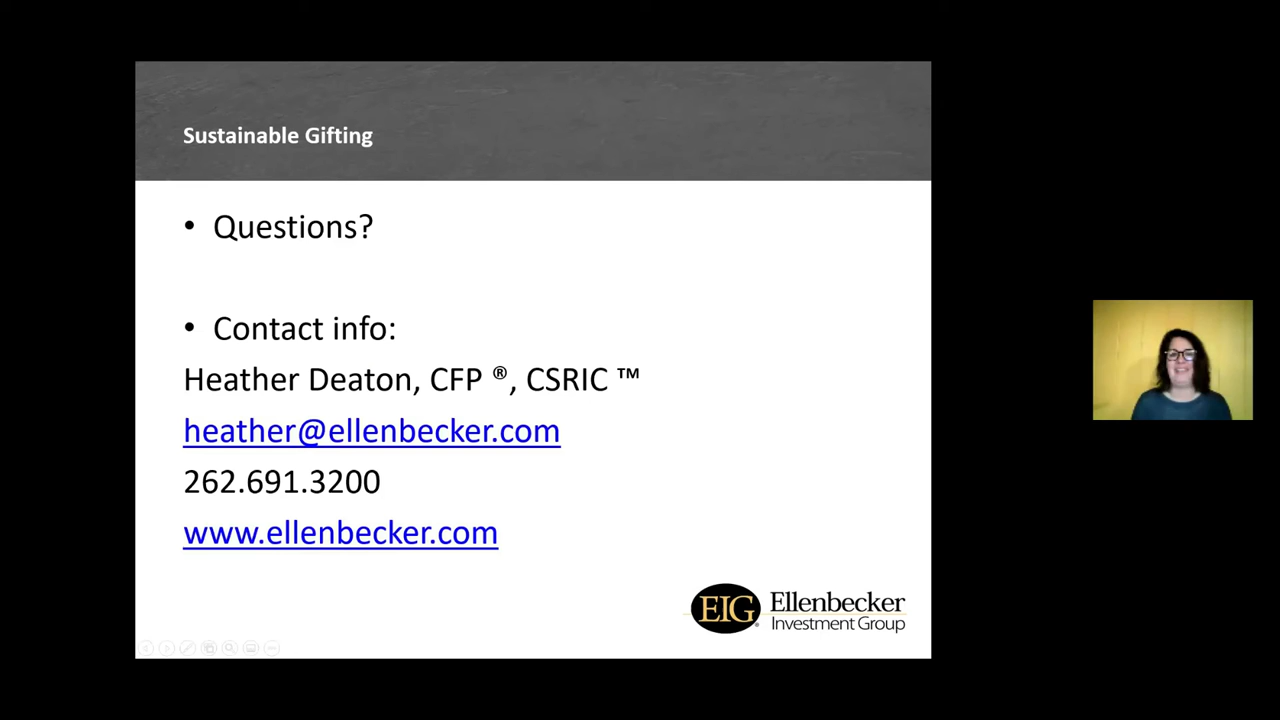 Sustainable Gifting
• Questions?
• Contact info:
Heather Deaton, CFP ®, CSRIC ™
heather@ellenbecker.com
262.691.3200
www.ellenbecker.com
EIG® Ellenbecker
Investment Group